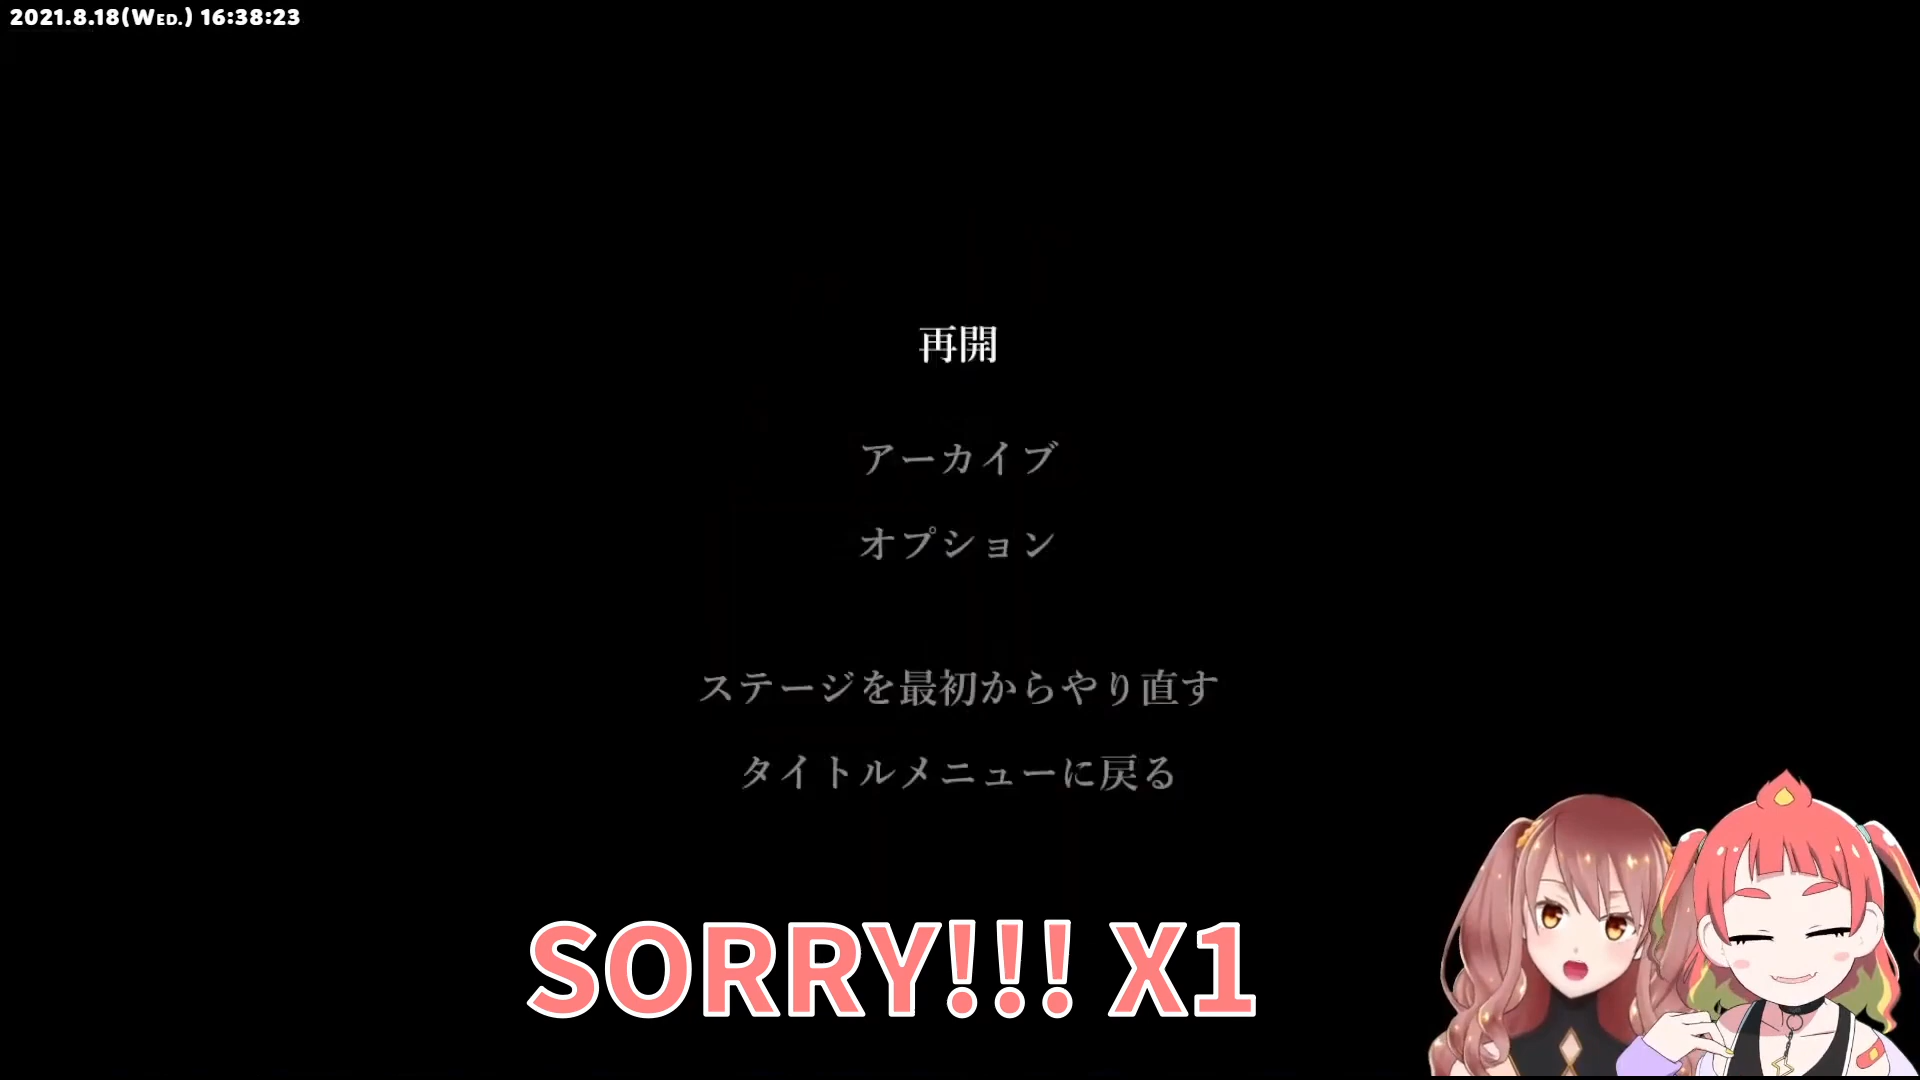 2021.8.18(WED.) 16:38:23
再開
アーカイブ
オプション
ステージを最初からやり直す
タイトルメニューに戻る
SORRY!!! X1